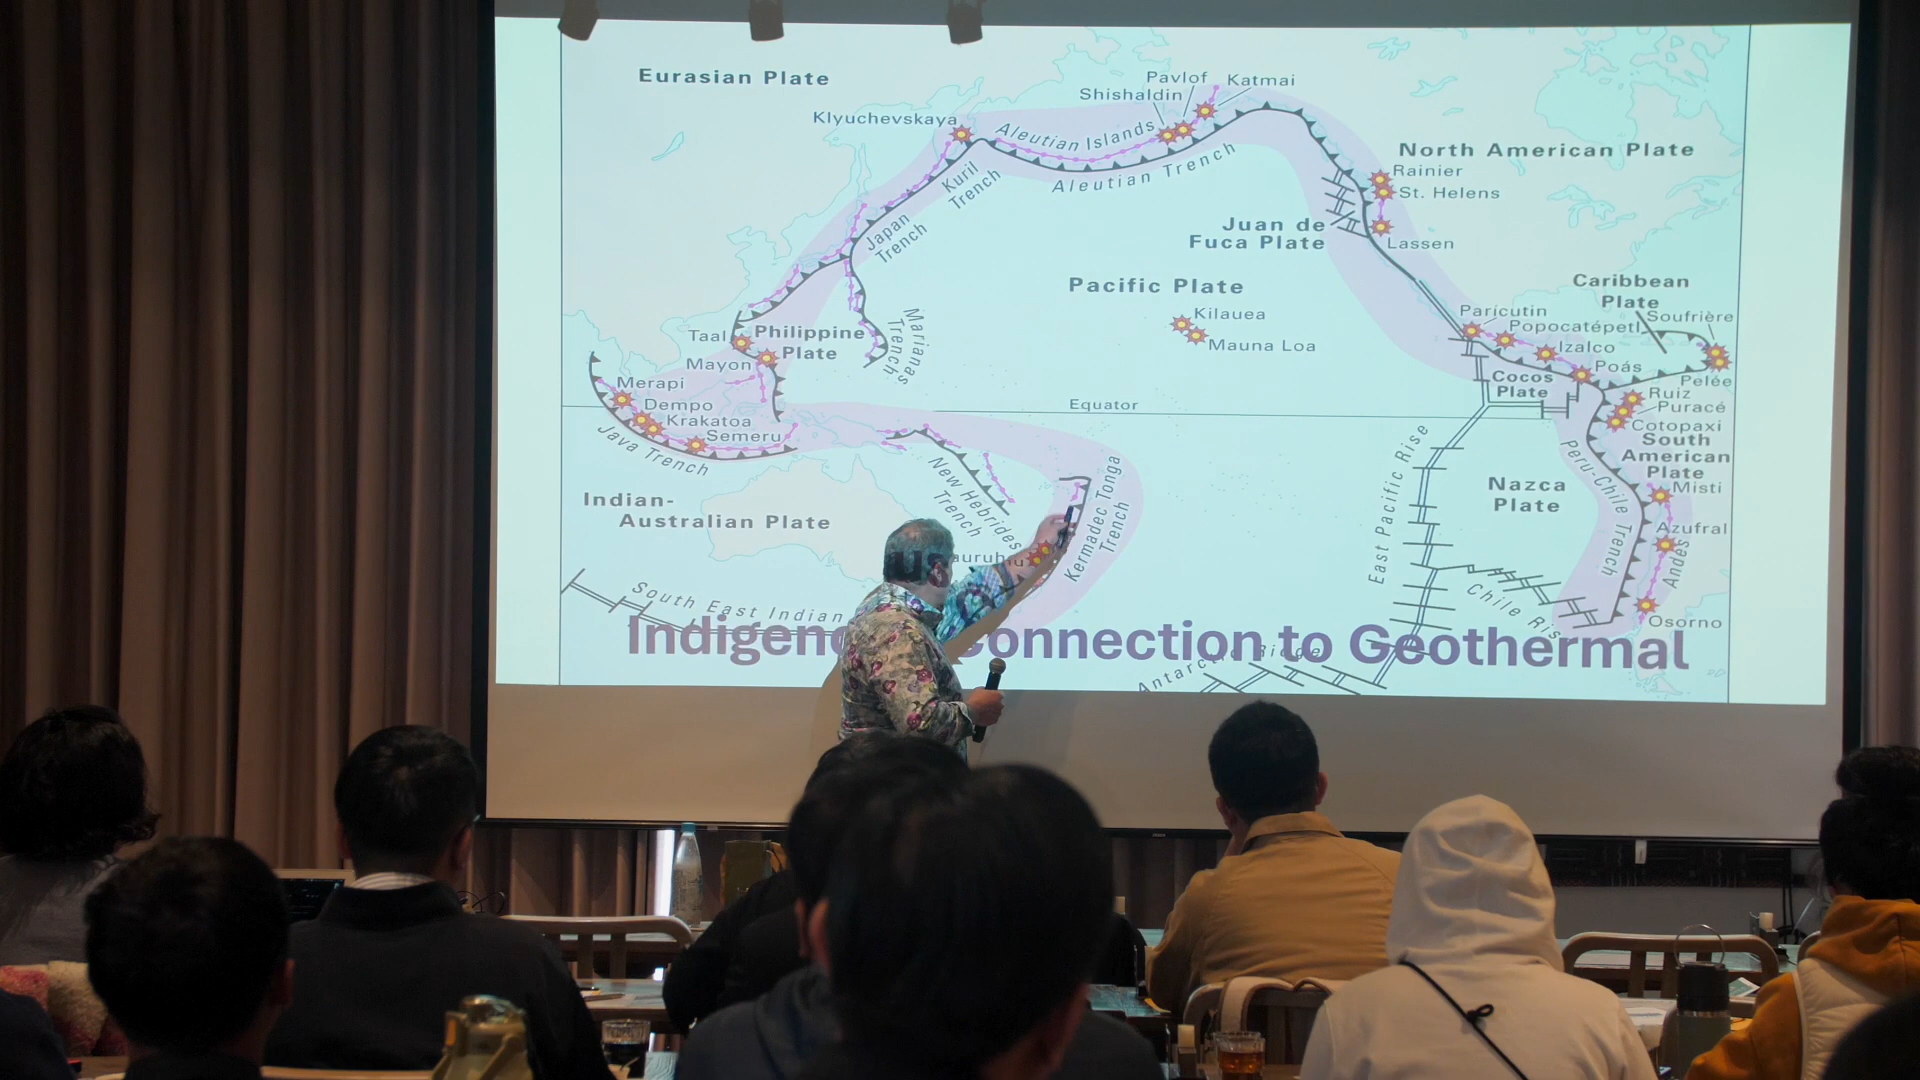 Eurasian Plate
Pavlof
Katmai
Shishaldin
Klyuchevskaya
Aleutian Islands
Aleutian Trench
Kuril
Trench
Japan
Trench
North American Plate
Rainier
St. Helens
Juan de
Fuca Plate
Lassen
Pacific Plate
Kilauea
Mauna Loa
Caribbean
Plate
Soufrière
Parícutin
Popocatépetl
Izalco
Poás
Pelée
Cocos
Plate
Ruiz
Puracé
Cotopaxi
South
American
Plate
Misti
Azufral
Andes
Osorno
Taal
Philippine
Plate
Mayon
Marianas
Trench
Merapi
Dempo
Krakatoa
Semeru
Java Trench
Equator
Indian-
Australian Plate
New Hebrides
Trench
Kermadec Tonga
Trench
East Pacific Rise
Nazca
Plate
Peru-Chile Trench
South East Indian
Antarctic Ridge
Connection to Geothermal